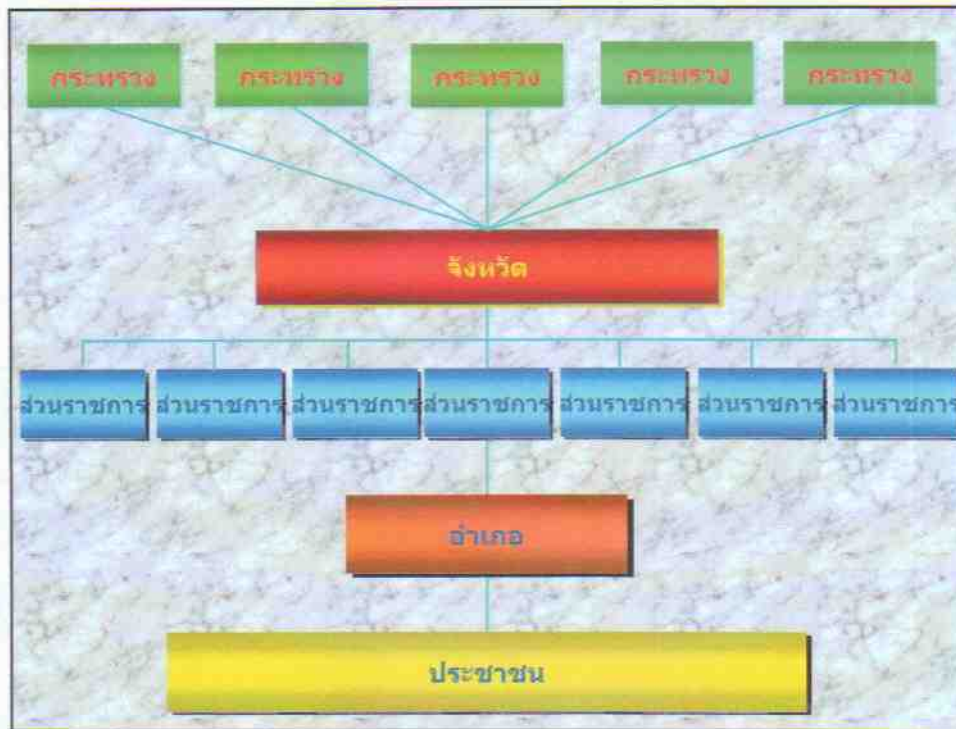 กระทรวง กระทรวง กระทรวง กระทรวง กระทรวง
จังหวัด
ส่วนราชการ ส่วนราชการ ส่วนราชการ ส่วนราชการ ส่วนราชการ ส่วนราชการ ส่วนราชการ
อำเภอ
ประชาชน